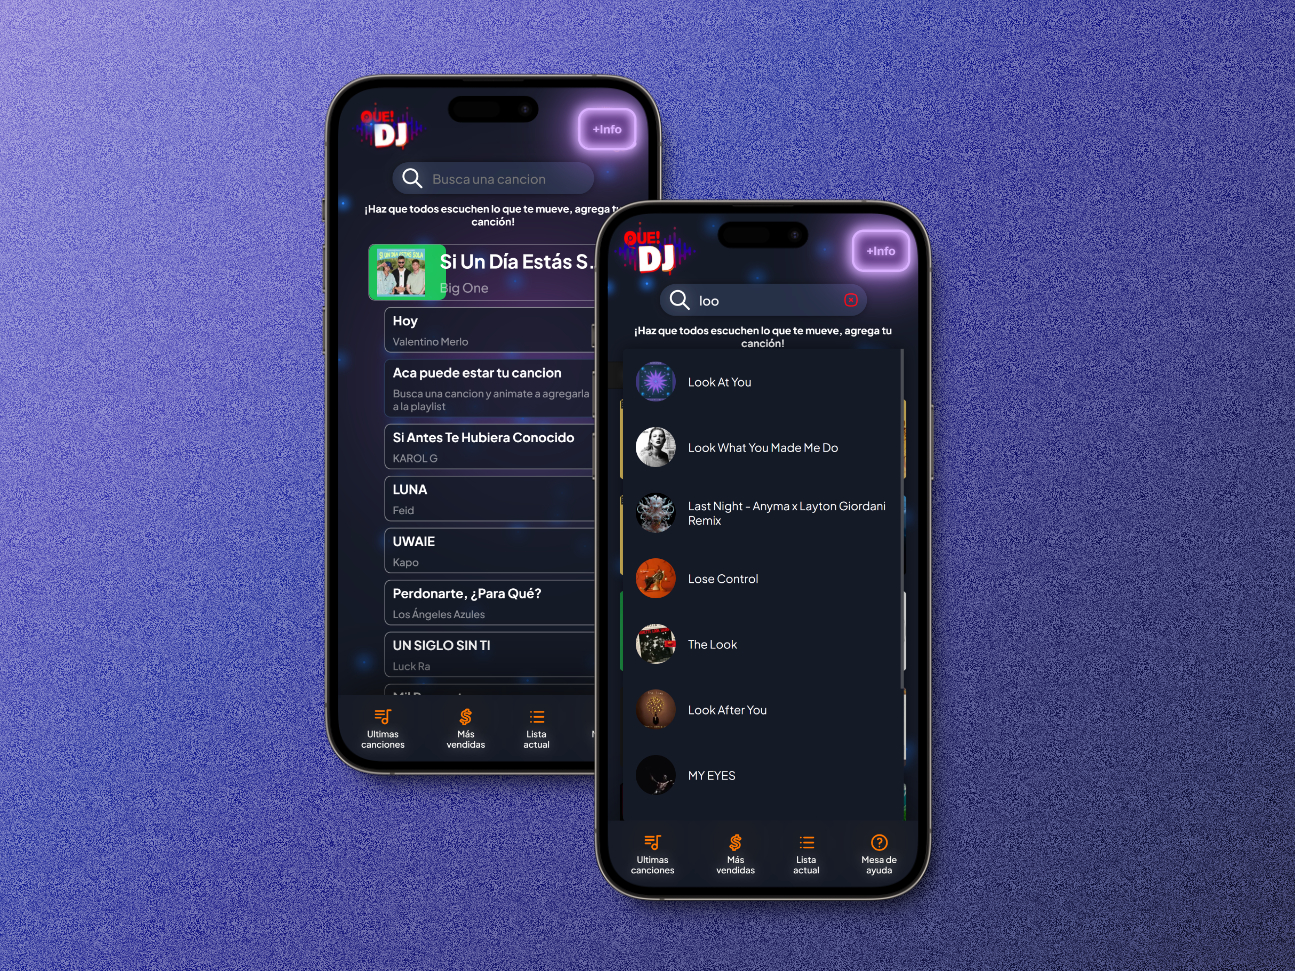 QUE!
DJ
+Info
Busca una cancion
¡Haz que todos escuchen lo que te mueve, agrega tu
canción!
SI UN DÍA ESTÁS SOLA
Si Un Día Estás S...
Big One
Hoy
Valentino Merlo
Aca puede estar tu cancion
Busca una cancion y animate a agregarla
a la playlist
Si Antes Te Hubiera Conocido
KAROL G
LUNA
Feid
UWAIE
Kapo
Perdonarte, ¿Para Qué?
Los Ángeles Azules
UN SIGLO SIN TI
Luck Ra
Ultimas
canciones
Más
vendidas
Lista
actual
QUE!
DJ
+Info
loo
¡Haz que todos escuchen lo que te mueve, agrega tu
canción!
Look At You
Look What You Made Me Do
Last Night - Anyma x Layton Giordani
Remix
Lose Control
The Look
Look After You
MY EYES
Ultimas
canciones
Más
vendidas
Lista
actual
Mesa de
ayuda